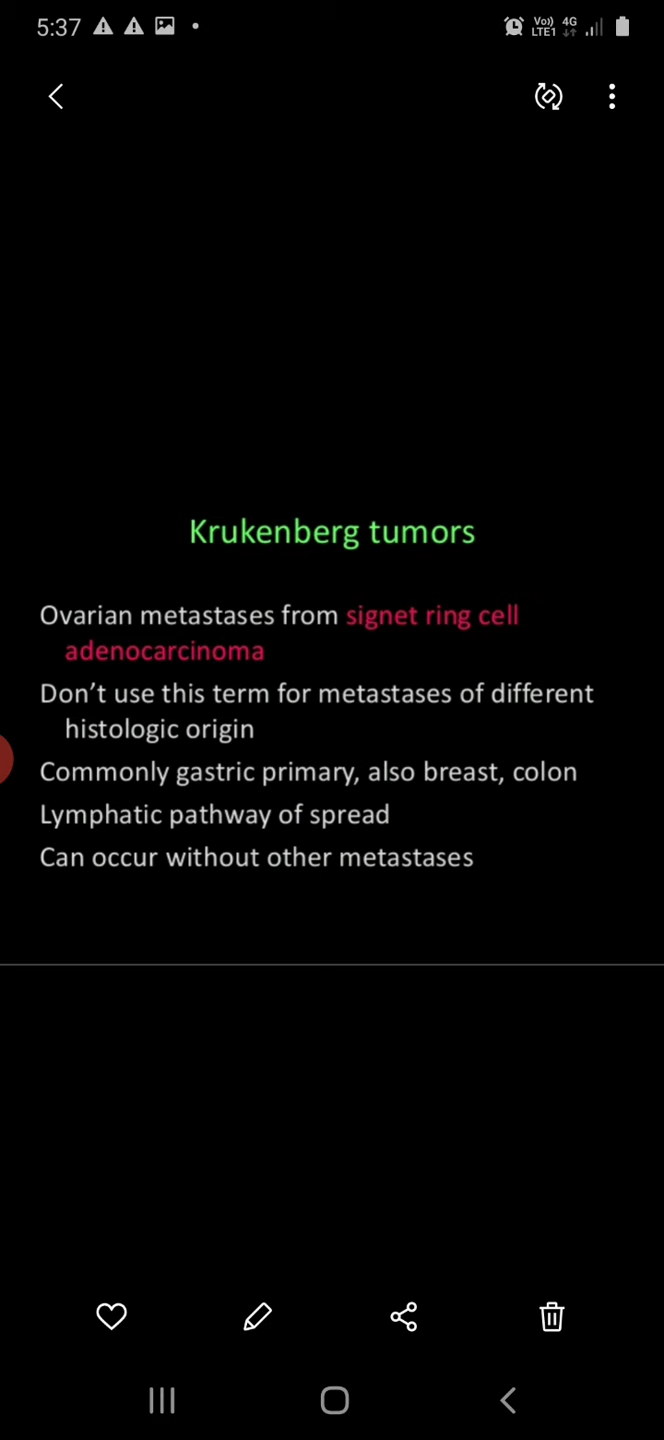 5:37
Vo)) 4G
LTE1
Krukenberg tumors
Ovarian metastases from signet ring cell
adenocarcinoma
Don’t use this term for metastases of different
histologic origin
Commonly gastric primary, also breast, colon
Lymphatic pathway of spread
Can occur without other metastases